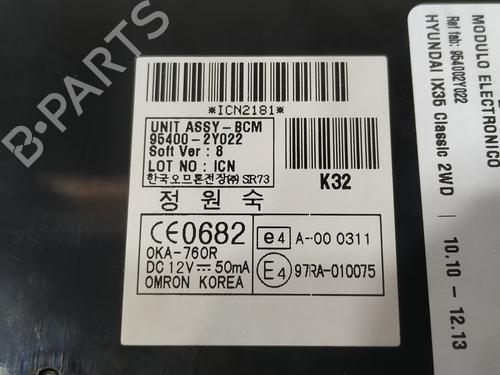 *ICN2181*
UNIT ASSY-BCM
95400-2Y022
Soft Ver : 8
LOT NO : ICN
한국오므론전장㈜ SR73
K32
정 원 숙
CE0682
OKA-760R
DC 12V 50mA
OMRON KOREA
e4 A-00 0311
E4 97RA-010075
MODULO ELECTRONICO
Ref fab: 954002Y022
HYUNDAI IX35 Classic 2WD | 10.10 - 12.13
B-PARTS